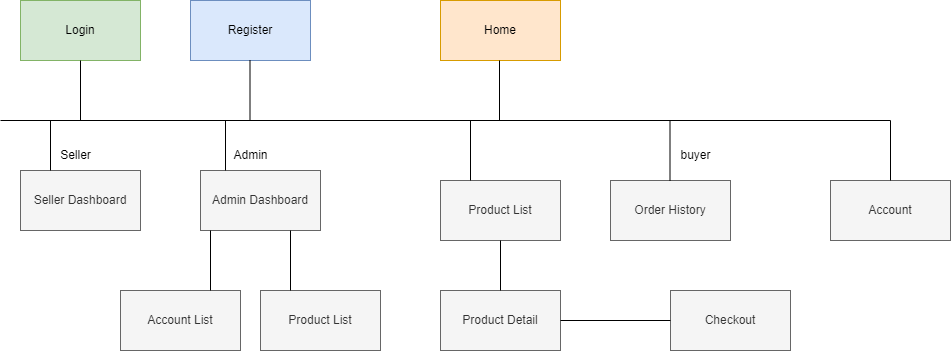 Login
Register
Home
Seller
Admin
buyer
Seller Dashboard
Admin Dashboard
Product List
Order History
Account
Account List
Product List
Product Detail
Checkout